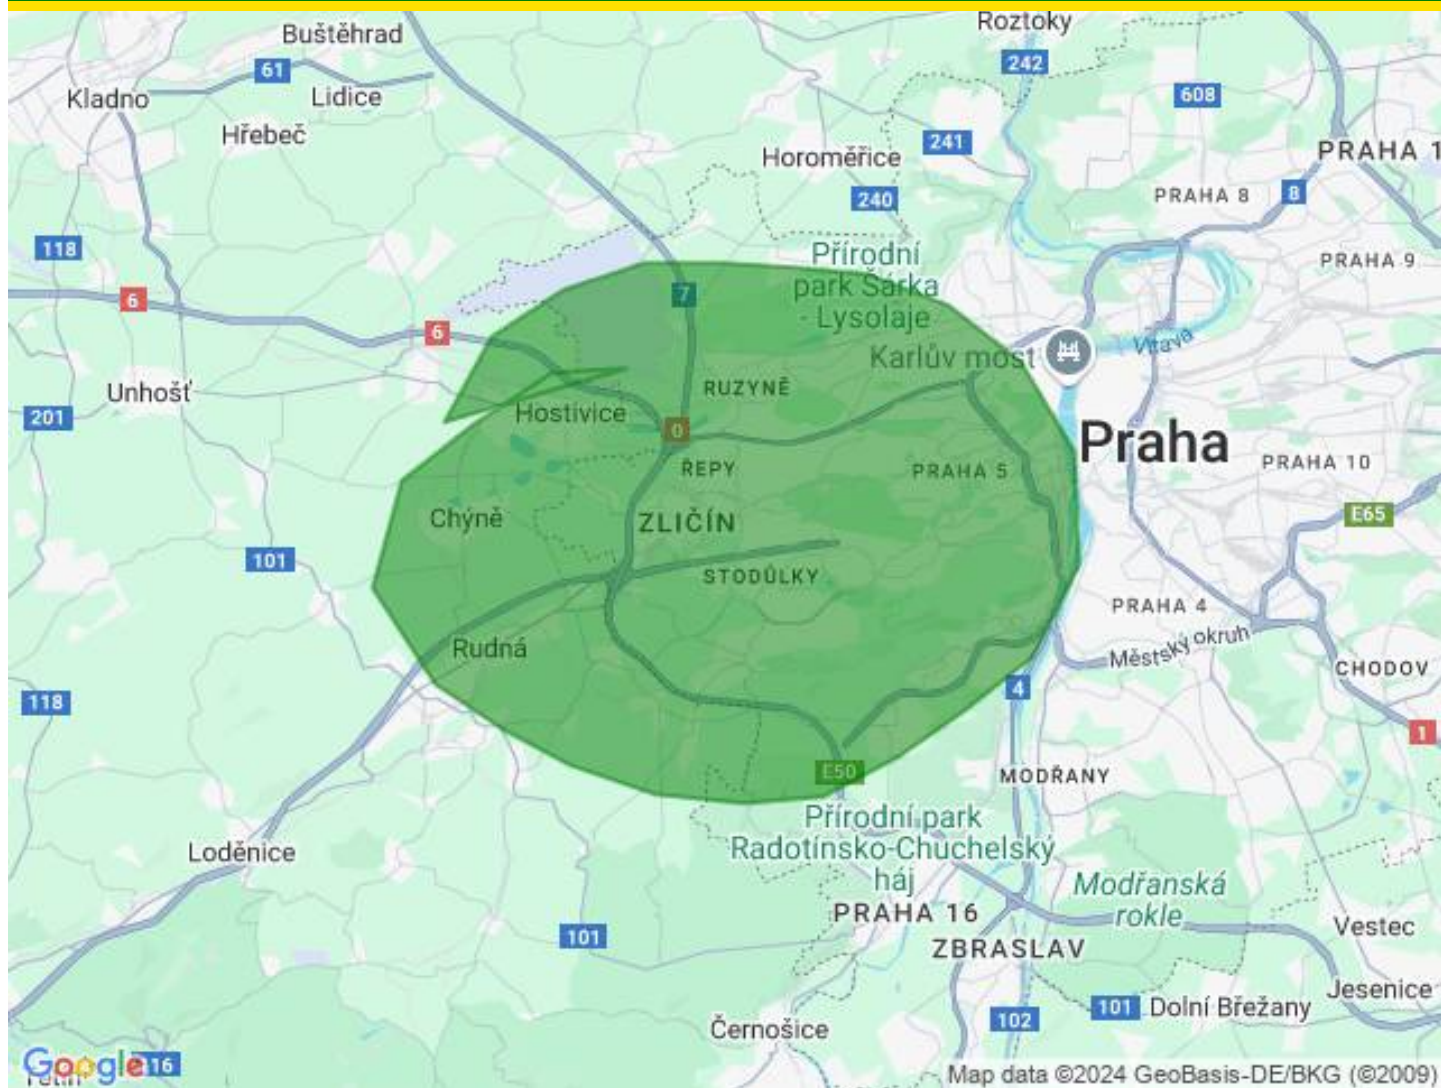 Roztoky
Buštěhrad
242
61
Kladno
Lidice
608
Hřebeč
241
PRAHA 1
Horoměřice
240
PRAHA 8
8
118
Přírodní
park Šárka
- Lysolaje
PRAHA 9
7
6
6
Vltava
Karlův most
Unhošť
RUZYNĚ
201
Hostivice
0
Praha
ŘEPY
PRAHA 5
PRAHA 10
Chýně
ZLIČÍN
E65
101
STODŮLKY
PRAHA 4
Rudná
Městský okruh
CHODOV
118
4
1
E50
MODŘANY
Přírodní park
Radotínsko-Chuchelský
háj
Loděnice
Modřanská
rokle
PRAHA 16
Vestec
101
ZBRASLAV
Jesenice
101
Dolní Břežany
102
Černošice
Google
116
Map data ©2024 GeoBasis-DE/BKG (©2009)